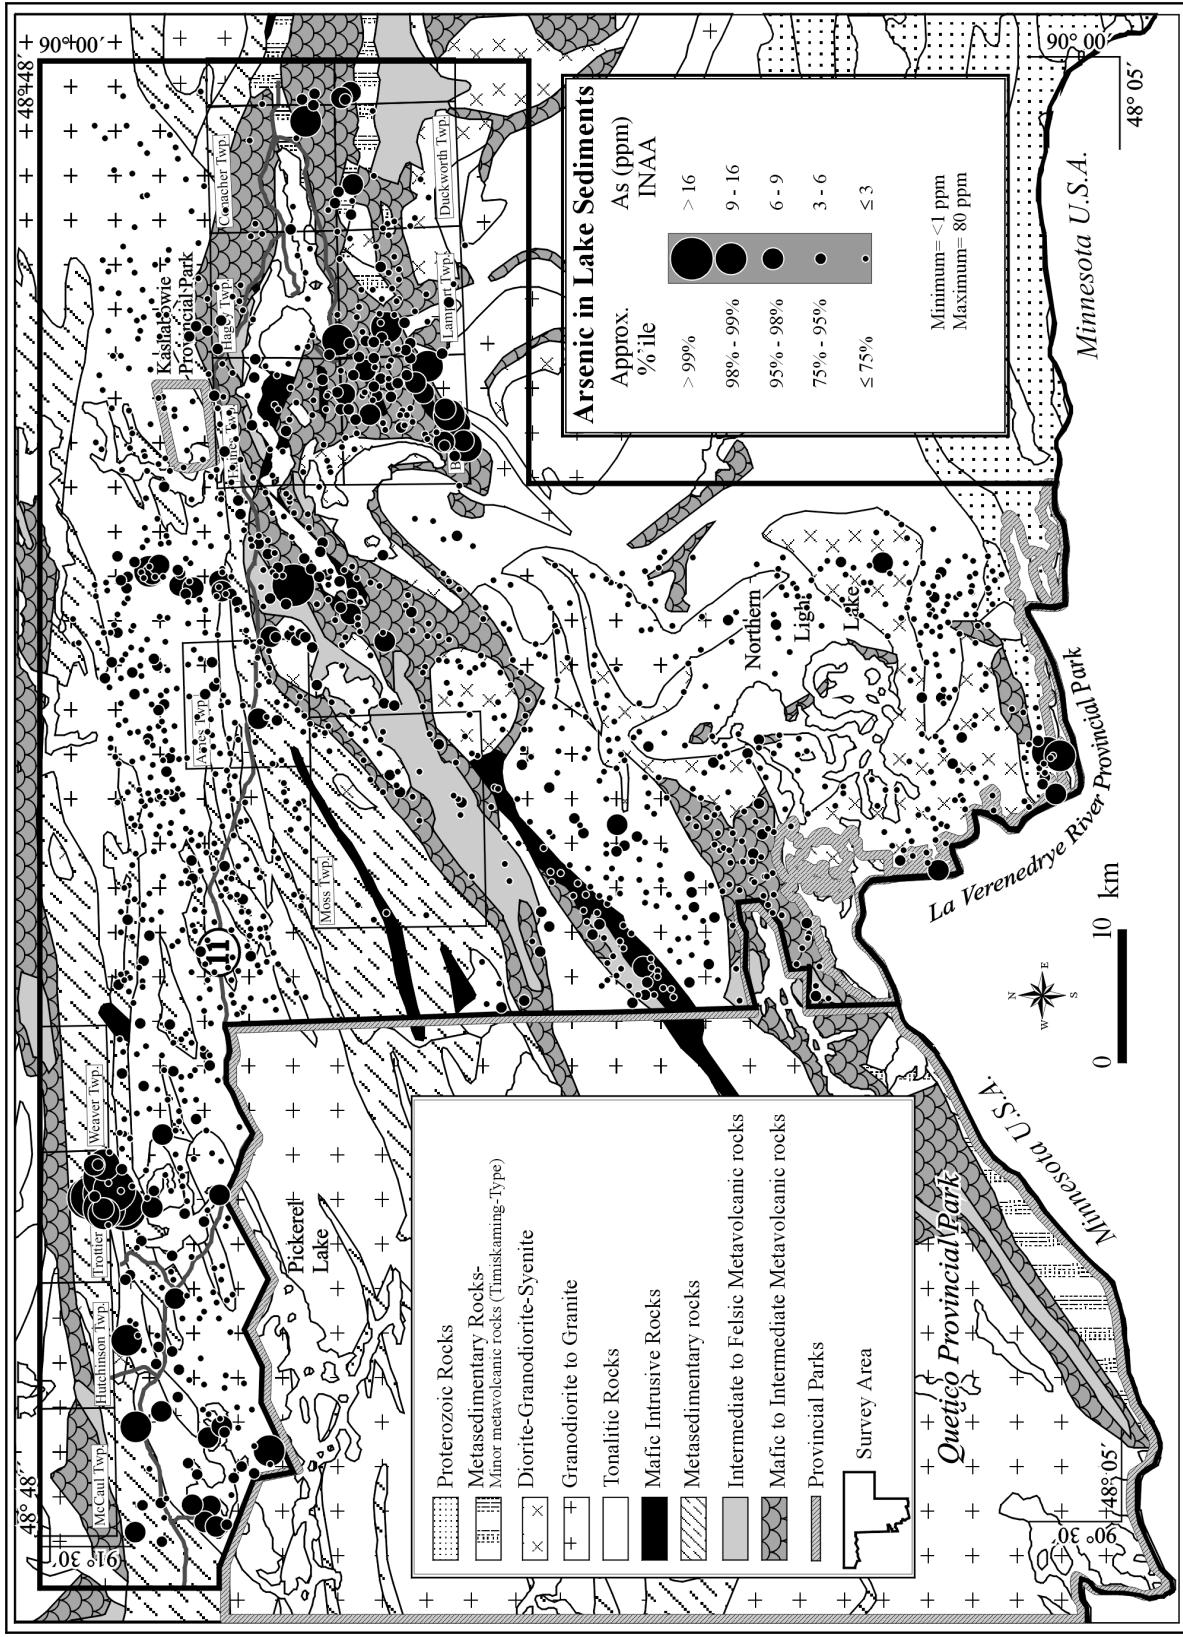 48° 48´
91° 30´
48°48´
90°00´
McCaul Twp.
Hutchinson Twp.
Trottier
Weaver Twp.
11
Ames Twp.
Moss Twp.
Haines Twp.
Kashabowie
Provincial Park
Hagey Twp.
Conacher Twp.
B
Lamport Twp.
Duckworth Twp.
Pickerel
Lake
Northern
Light
Lake
Quetico Provincial Park
La Verenedrye River Provincial Park
Minnesota U.S.A.
Minnesota U.S.A.
48° 05´
90° 30´
90° 00´
48° 05´
Proterozoic Rocks
Metasedimentary Rocks-
Minor metavolcanic rocks (Timiskaming-Type)
Diorite-Granodiorite-Syenite
Granodiorite to Granite
Tonalitic Rocks
Mafic Intrusive Rocks
Metasedimentary rocks
Intermediate to Felsic Metavolcanic rocks
Mafic to Intermediate Metavolcanic rocks
Provincial Parks
Survey Area
N
W E
S
0 10 km
Arsenic in Lake Sediments
Approx. As (ppm)
%'ile INAA
> 99% > 16
98% - 99% 9 - 16
95% - 98% 6 - 9
75% - 95% 3 - 6
≤ 75% ≤ 3
Minimum= <1 ppm
Maximum= 80 ppm